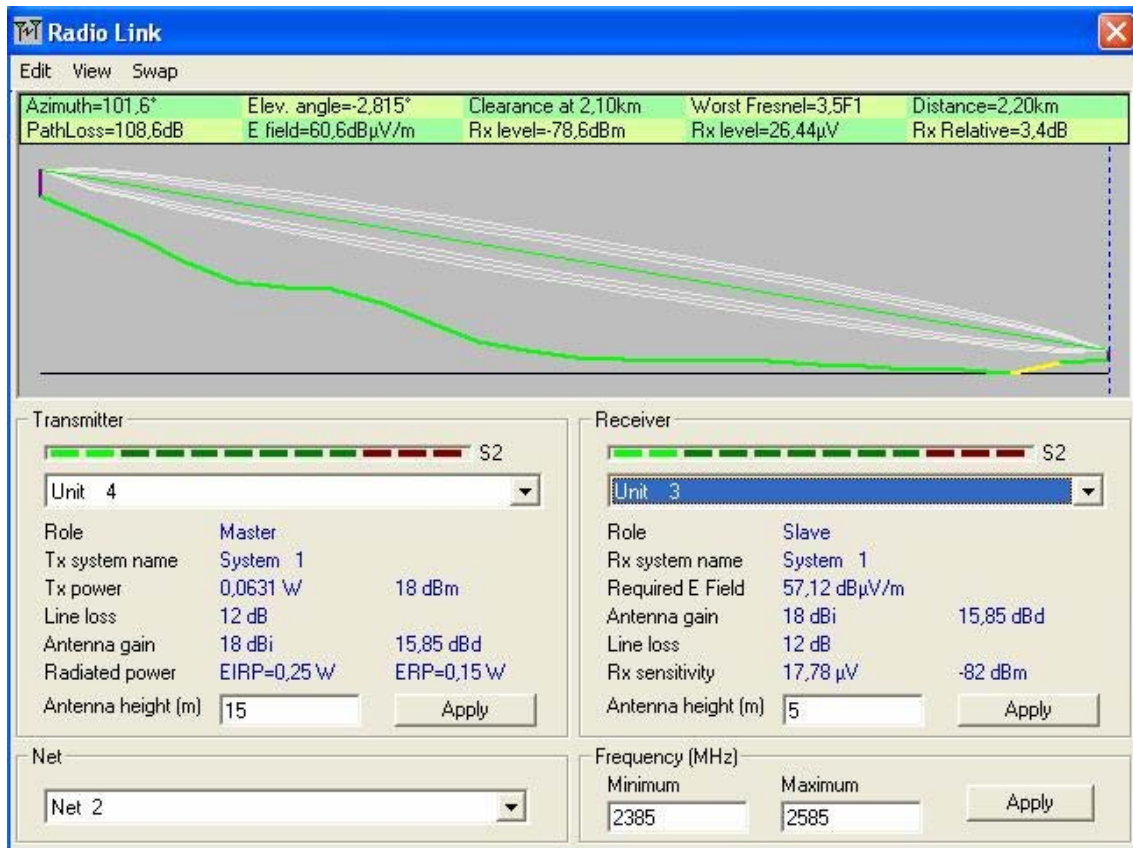 Radio Link
Edit View Swap
Azimuth=101,6° Elev. angle=-2,815° Clearance at 2,10km Worst Fresnel=3,5F1 Distance=2,20km
PathLoss=108,6dB E field=60,6dBμV/m Rx level=-78,6dBm Rx level=26,44μV Rx Relative=3,4dB
Transmitter
S2
Unit 4
Role Master
Tx system name System 1
Tx power 0,0631 W 18 dBm
Line loss 12 dB
Antenna gain 18 dBi 15,85 dBd
Radiated power EIRP=0,25 W ERP=0,15 W
Antenna height (m) 15 Apply
Receiver
S2
Unit 3
Role Slave
Rx system name System 1
Required E Field 57,12 dBμV/m
Antenna gain 18 dBi 15,85 dBd
Line loss 12 dB
Rx sensitivity 17,78 μV -82 dBm
Antenna height (m) 5 Apply
Net
Net 2
Frequency (MHz)
Minimum Maximum
2385 2585 Apply